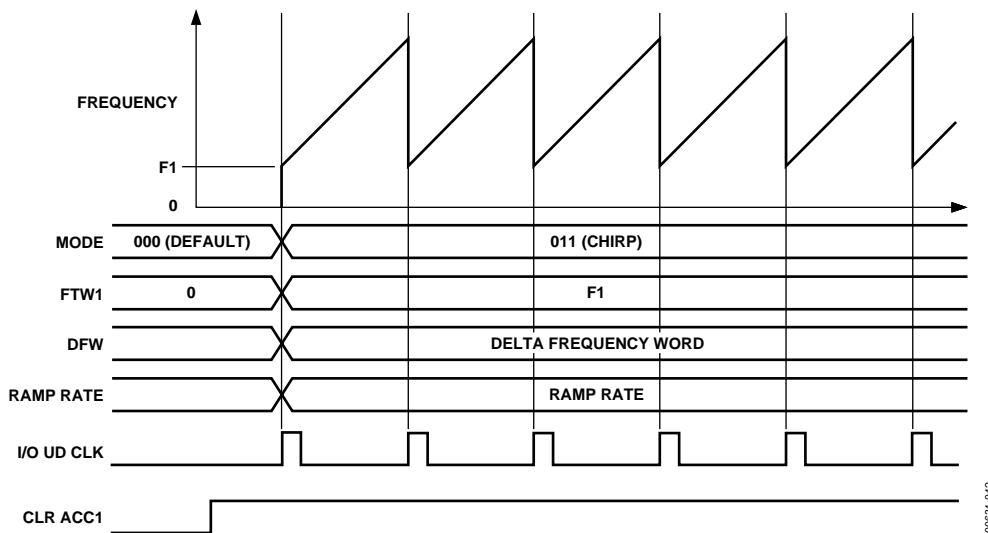 FREQUENCY
F1
0
MODE 000 (DEFAULT) 011 (CHIRP)
FTW1 0 F1
DFW DELTA FREQUENCY WORD
RAMP RATE RAMP RATE
I/O UD CLK
CLR ACC1